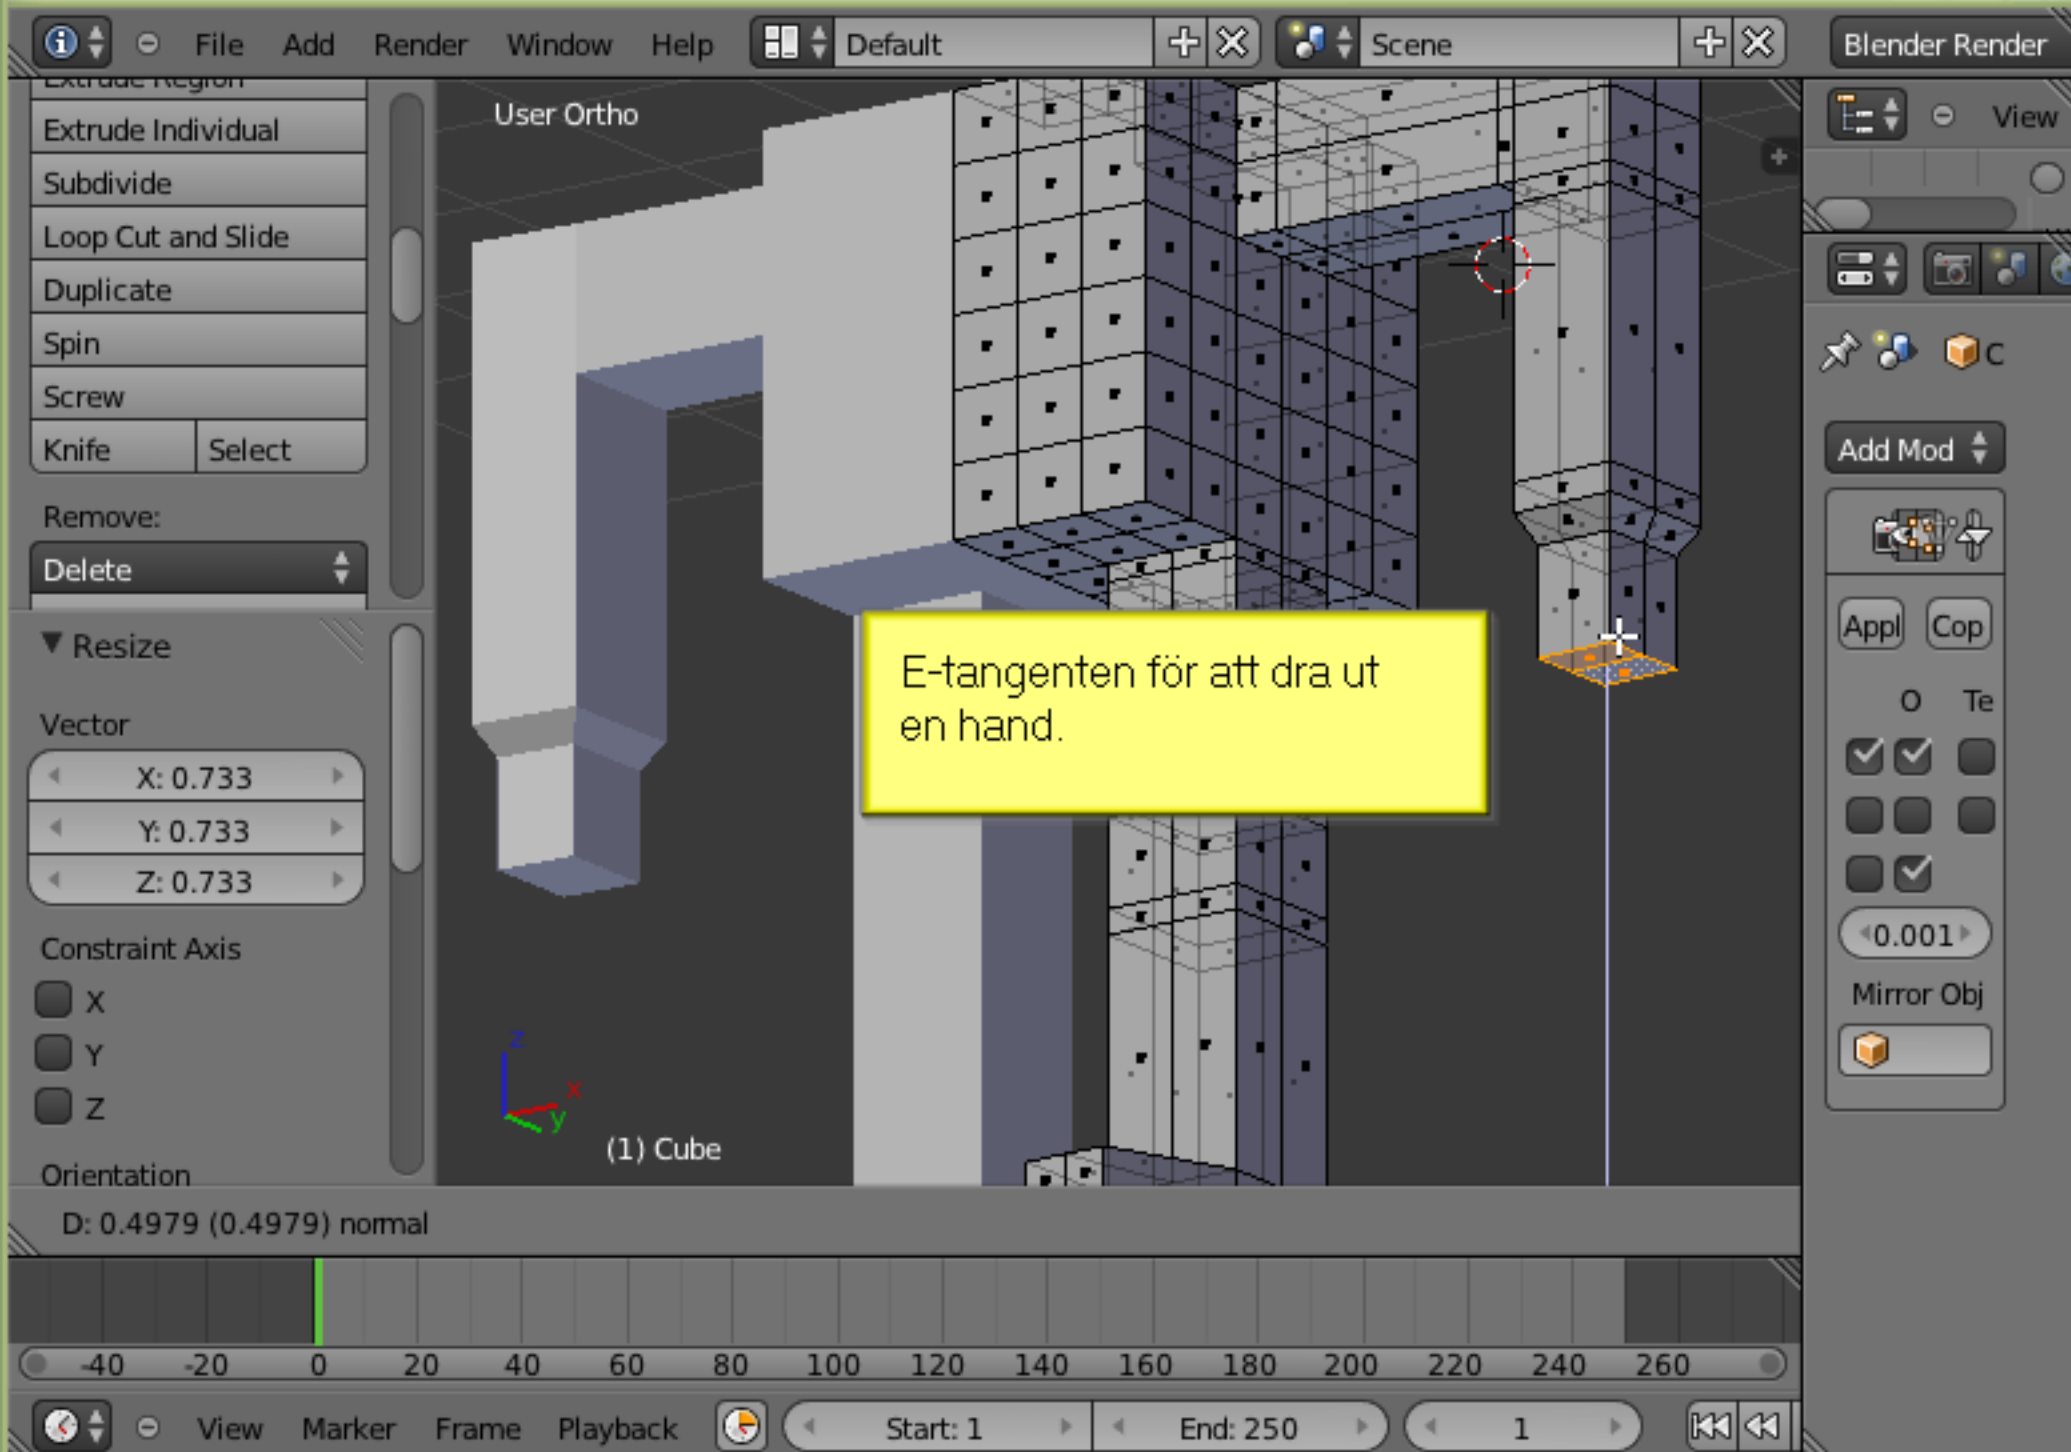 File Add Render Window Help Default Scene Blender Render
Extrude Region
User Ortho
View
Extrude Individual
Subdivide
Loop Cut and Slide
Duplicate
Spin
C
Screw
Knife Select
Add Mod
Remove:
Delete
Appl Cop
Resize
E-tangenten för att dra ut
en hand.
O Te
Vector
X: 0.733
Y: 0.733
Z: 0.733
0.001
Constraint Axis
Mirror Obj
X
Y
Z
z
x
y
(1) Cube
Orientation
D: 0.4979 (0.4979) normal
-40 -20 0 20 40 60 80 100 120 140 160 180 200 220 240 260
View Marker Frame Playback Start: 1 End: 250 1